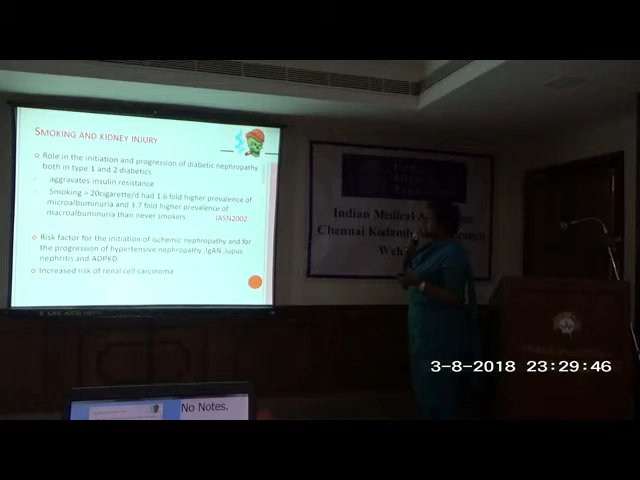 SMOKING AND KIDNEY INJURY
Role in the initiation and progression of diabetic nephropathy
both in type 1 and 2 diabetics
- aggravates insulin resistance
- Smoking > 20cigarette/d had 1.6 fold higher prevalence of
microalbuminuria and 3.7 fold higher prevalence of
macroalbuminuria than never smokers JASN2002
Risk factor for the initiation of ischemic nephropathy and for
the progression of hypertensive nephropathy ,IgAN ,lupus
nephritis and ADPKD.
Increased risk of renal cell carcinoma
Indian Medical
Chennai Kodamb
3-8-2018 23:29:46
No Notes.